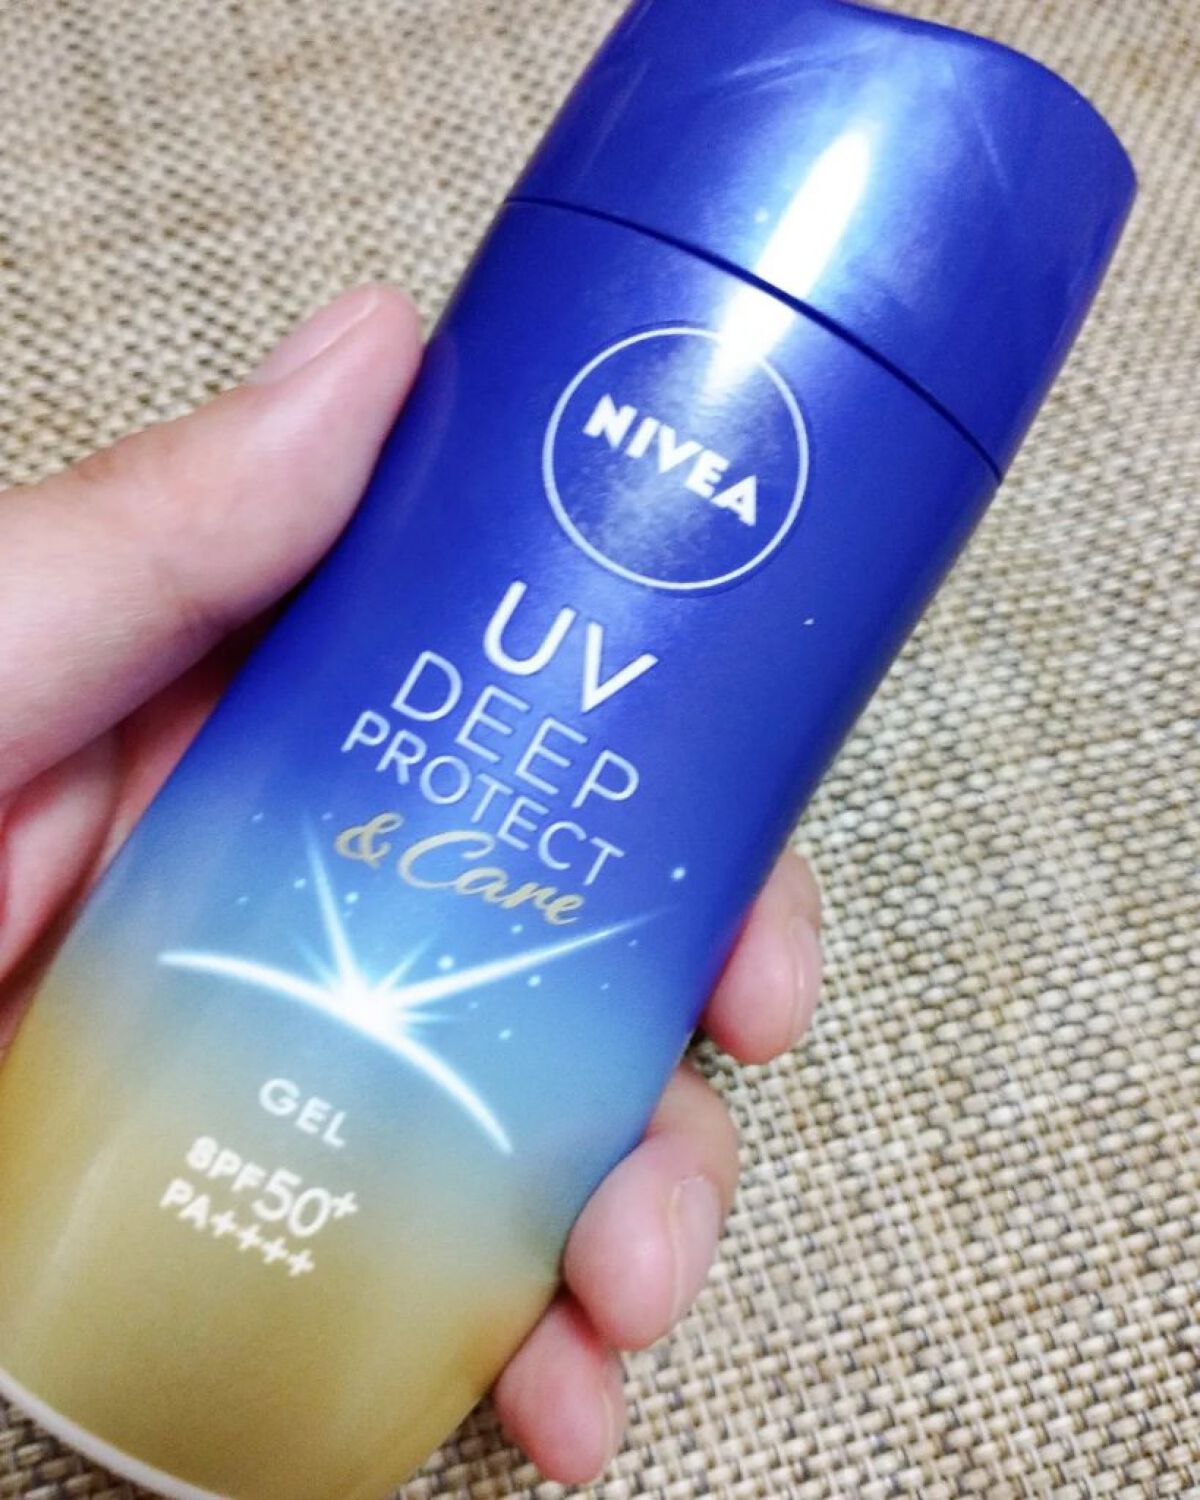 NIVEA
UV
DEEP
PROTECT
& Care
GEL
SPF50+
PA++++